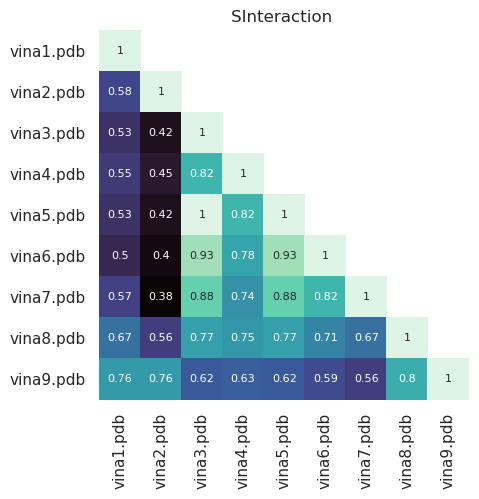 SInteraction
vina1.pdb 1
vina2.pdb 0.58 1
vina3.pdb 0.53 0.42 1
vina4.pdb 0.55 0.45 0.82 1
vina5.pdb 0.53 0.42 1 0.82 1
vina6.pdb 0.5 0.4 0.93 0.78 0.93 1
vina7.pdb 0.57 0.38 0.88 0.74 0.88 0.82 1
vina8.pdb 0.67 0.56 0.77 0.75 0.77 0.71 0.67 1
vina9.pdb 0.76 0.76 0.62 0.63 0.62 0.59 0.56 0.8 1
vina1.pdb
vina2.pdb
vina3.pdb
vina4.pdb
vina5.pdb
vina6.pdb
vina7.pdb
vina8.pdb
vina9.pdb